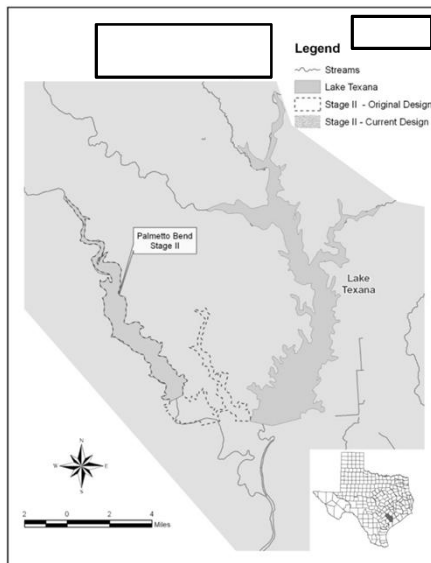 Legend
Streams
Lake Texana
Stage II - Original Design
Stage II - Current Design
Palmetto Bend
Stage II
Lake
Texana
N
W
E
S
2 0 2 4
Miles